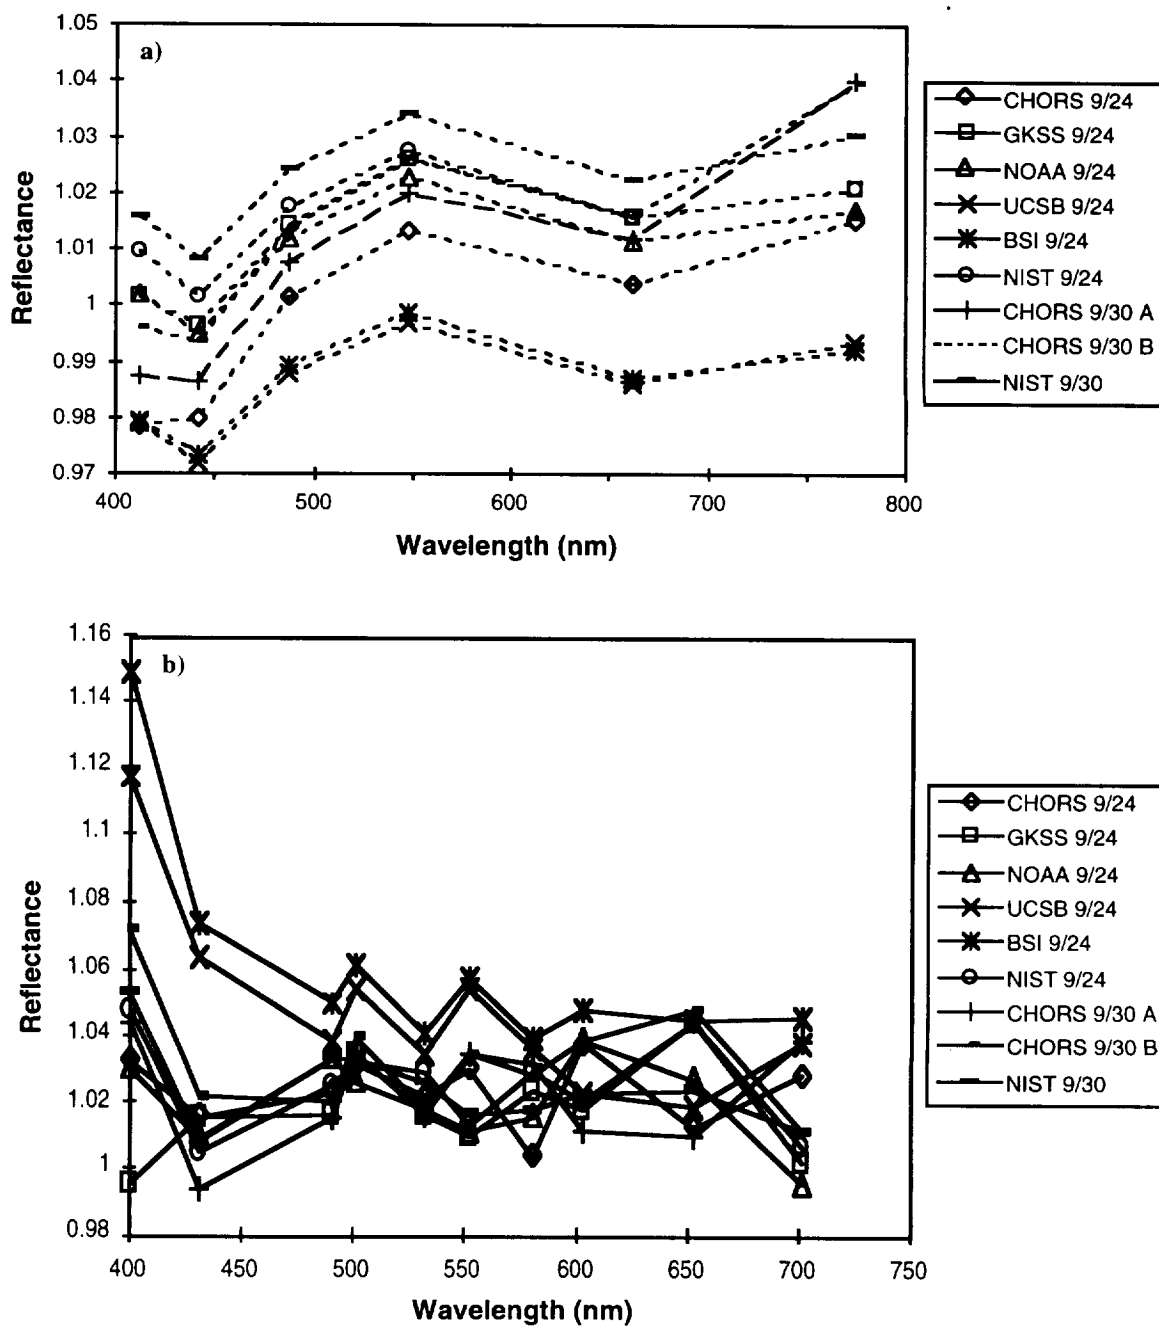 a)
1.05
1.04
1.03
1.02
1.01
1
0.99
0.98
0.97
Reflectance
400
500
600
700
800
Wavelength (nm)
CHORS 9/24
GKSS 9/24
NOAA 9/24
UCSB 9/24
BSI 9/24
NIST 9/24
CHORS 9/30 A
CHORS 9/30 B
NIST 9/30
b)
1.16
1.14
1.12
1.1
1.08
1.06
1.04
1.02
1
0.98
Reflectance
400
450
500
550
600
650
700
750
Wavelength (nm)
CHORS 9/24
GKSS 9/24
NOAA 9/24
UCSB 9/24
BSI 9/24
NIST 9/24
CHORS 9/30 A
CHORS 9/30 B
NIST 9/30